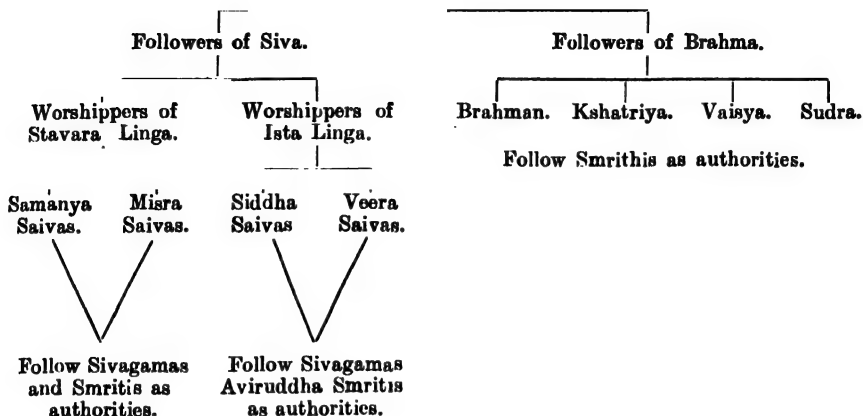 Followers of Siva.
Followers of Brahma.
Worshippers of
Stavara Linga.
Worshippers of
Ista Linga.
Brahman. Kshatriya. Vaisya. Sudra.
Follow Smrithis as authorities.
Samanya
Saivas.
Misra
Saivas.
Siddha
Saivas
Veera
Saivas.
Follow Sivagamas
and Smritis as
authorities.
Follow Sivagamas
Aviruddha Smritis
as authorities.